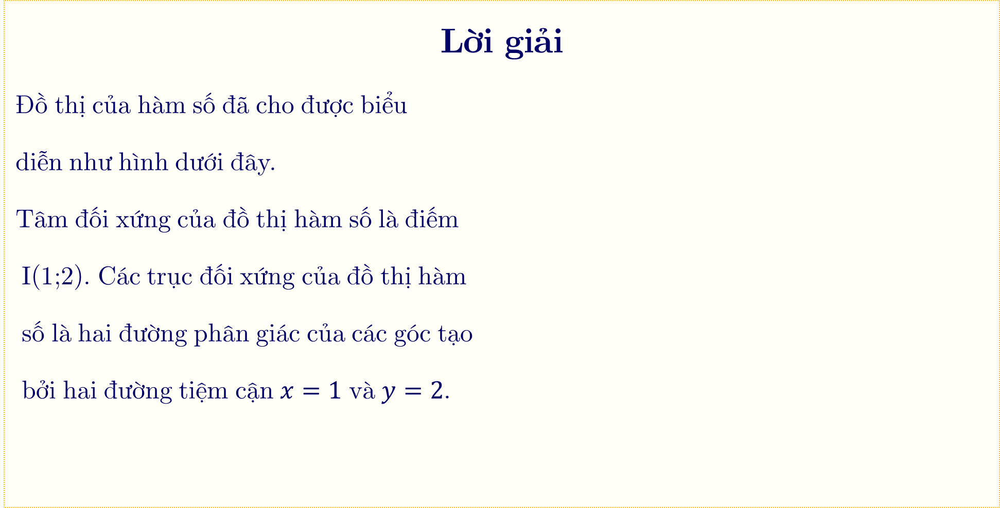 Lời giải
Đồ thị của hàm số đã cho được biểu
diễn như hình dưới đây.
Tâm đối xứng của đồ thị hàm số là điếm
I(1;2). Các trục đối xứng của đồ thị hàm
số là hai đường phân giác của các góc tạo
bởi hai đường tiệm cận x = 1 và y = 2.